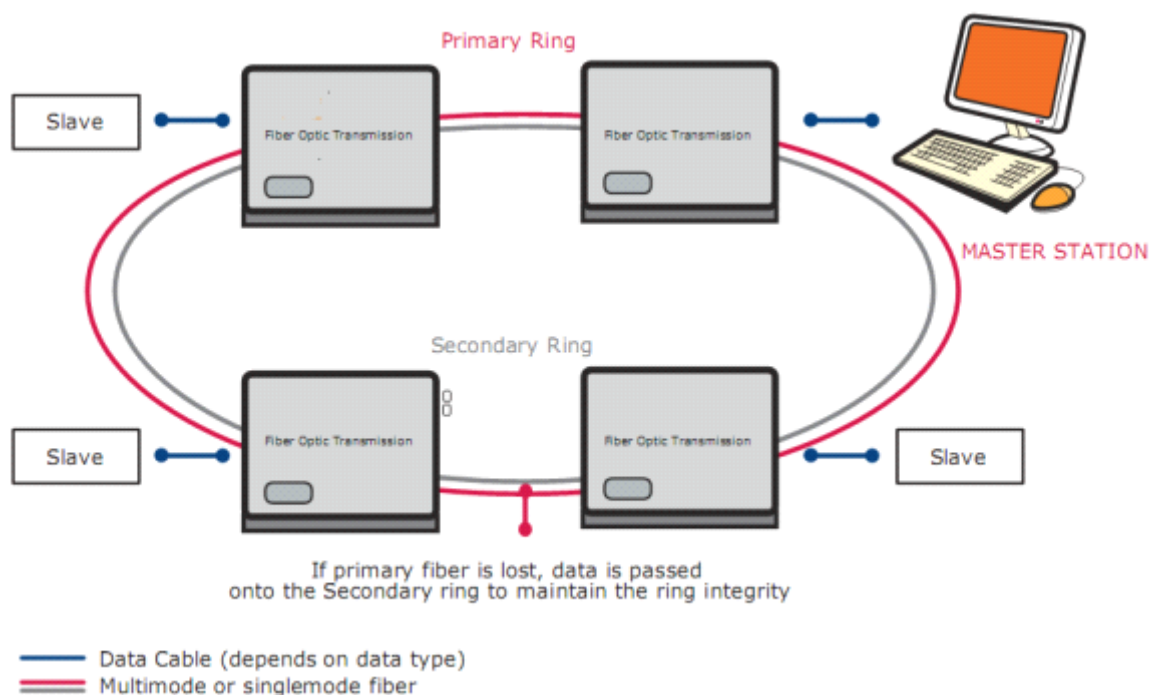 Primary Ring
Slave
Fiber Optic Transmission
Fiber Optic Transmission
MASTER STATION
Secondary Ring
Slave
Fiber Optic Transmission
Fiber Optic Transmission
Slave
If primary fiber is lost, data is passed
onto the Secondary ring to maintain the ring integrity
Data Cable (depends on data type)
Multimode or singlemode fiber